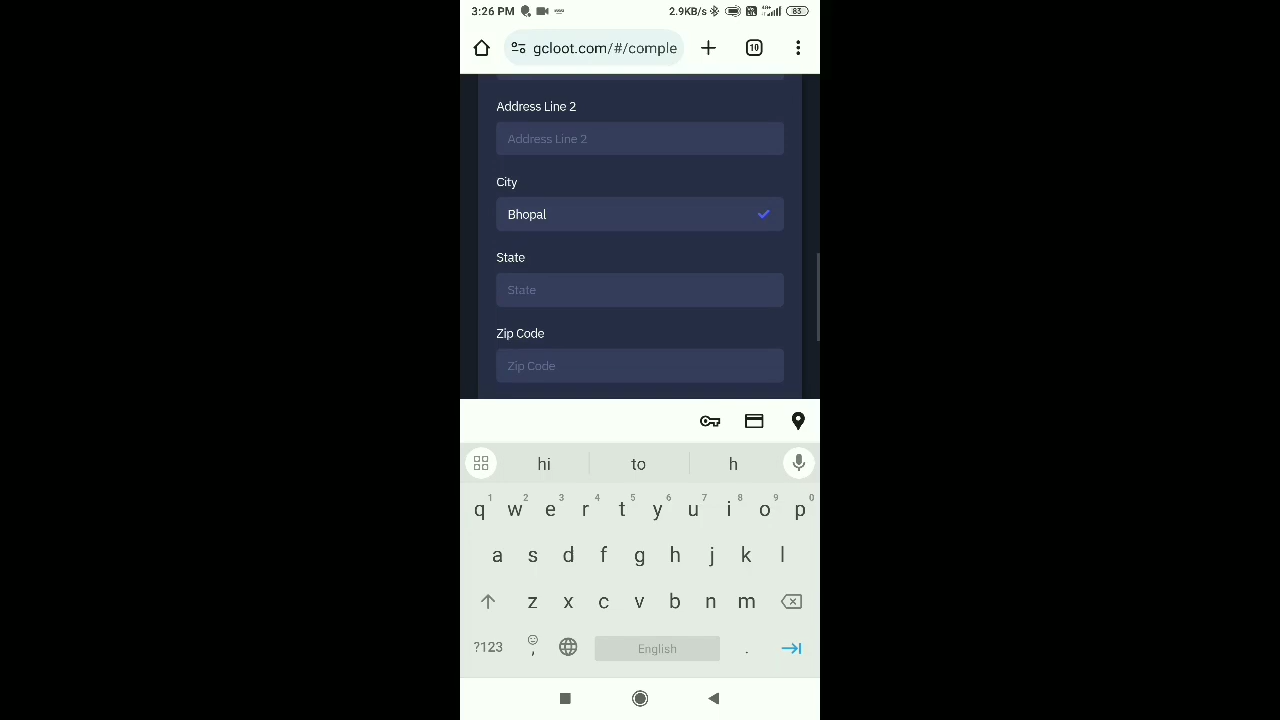 3:26 PM 2.9KB/s 83
gcloot.com/#/comple 10
Address Line 2
Address Line 2
City
Bhopal
State
State
Zip Code
Zip Code
hi to h
1 2 3 4 5 6 7 8 9 0
q w e r t y u i o p
a s d f g h j k l
z x c v b n m
?123 , English .